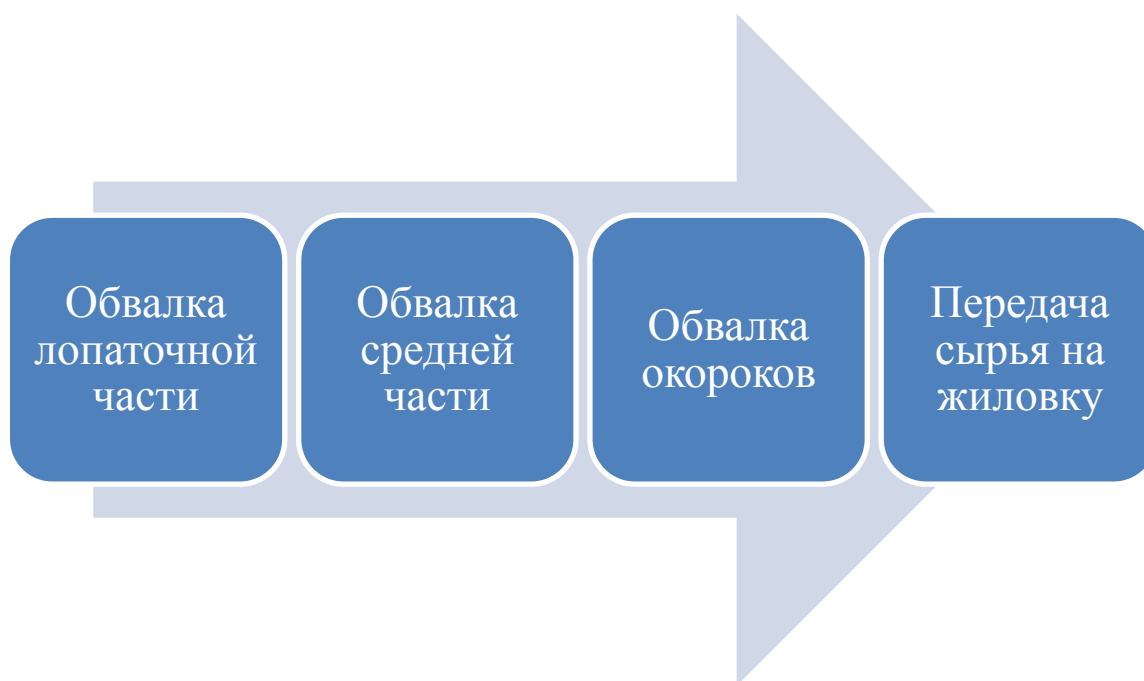 Обвалка
лопаточной
части
Обвалка
средней
части
Обвалка
окороков
Передача
сырья на
жиловку